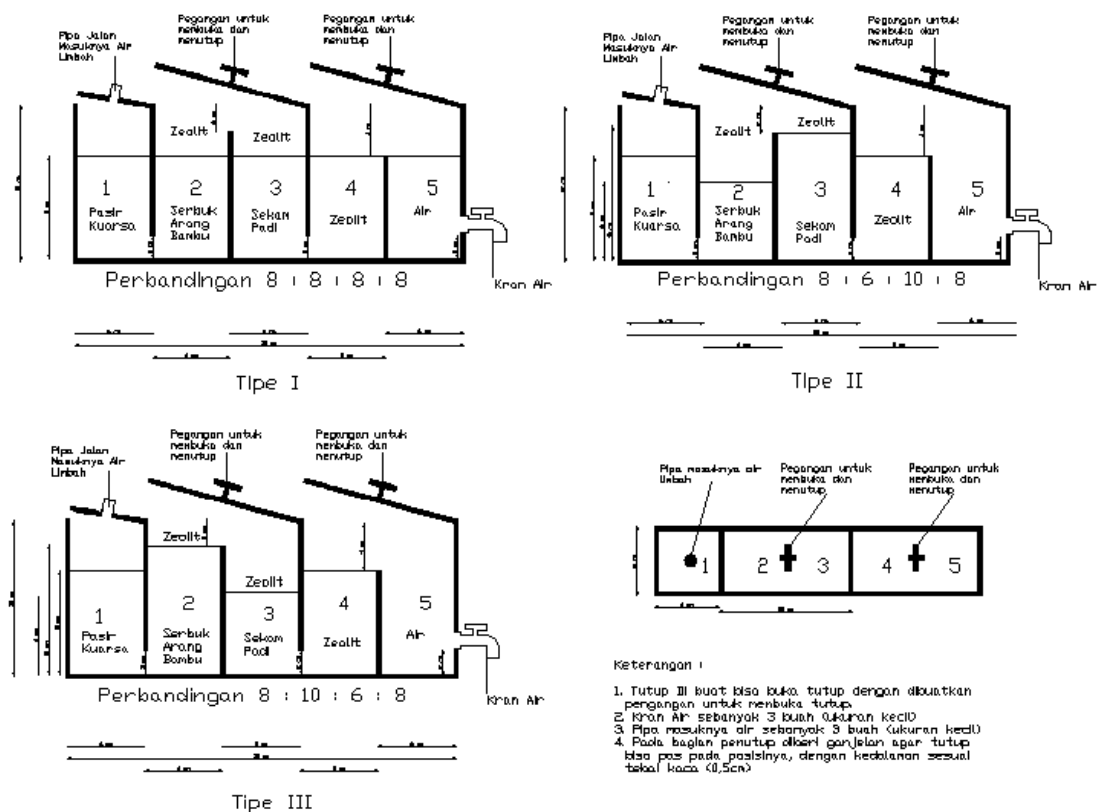 Pipa Jalan
Masuknya Air
Limbah
Pegangan untuk
membuka dan
menutup
Pegangan untuk
membuka dan
menutup
Zeolit
Zeolit
1
Pasir
Kuarsa
2
Serbuk
Arang
Bambu
3
Sekam
Padi
4
Zeolit
5
Air
Kran Air
Perbandingan 8 : 8 : 8 : 8
Tipe I
Pipa Jalan
Masuknya Air
Limbah
Pegangan untuk
membuka dan
menutup
Pegangan untuk
membuka dan
menutup
Zeolit
Zeolit
1
Pasir
Kuarsa
2
Serbuk
Arang
Bambu
3
Sekam
Padi
4
Zeolit
5
Air
Kran Air
Perbandingan 8 : 6 : 10 : 8
Tipe II
Pipa Jalan
Masuknya Air
Limbah
Pegangan untuk
membuka dan
menutup
Pegangan untuk
membuka dan
menutup
Zeolit
Zeolit
1
Pasir
Kuarsa
2
Serbuk
Arang
Bambu
3
Sekam
Padi
4
Zeolit
5
Air
Kran Air
Perbandingan 8 : 10 : 6 : 8
Tipe III
Pipa masuknya air
limbah
Pegangan untuk
membuka dan
menutup
Pegangan untuk
membuka dan
menutup
1
2
3
4
5
Keterangan :
1. Tutup Di buat bisa buka tutup dengan dibuatkan
pengangan untuk membuka tutup.
2. Kran Air sebanyak 3 buah (ukuran kecil)
3. Pipa masuknya air sebanyak 3 buah (ukuran kecil)
4. Pada bagian penutup diberi ganjelan agar tutup
bisa pas pada posisinya, dengan kedalaman sesuai
tebal kaca (0,5cm)